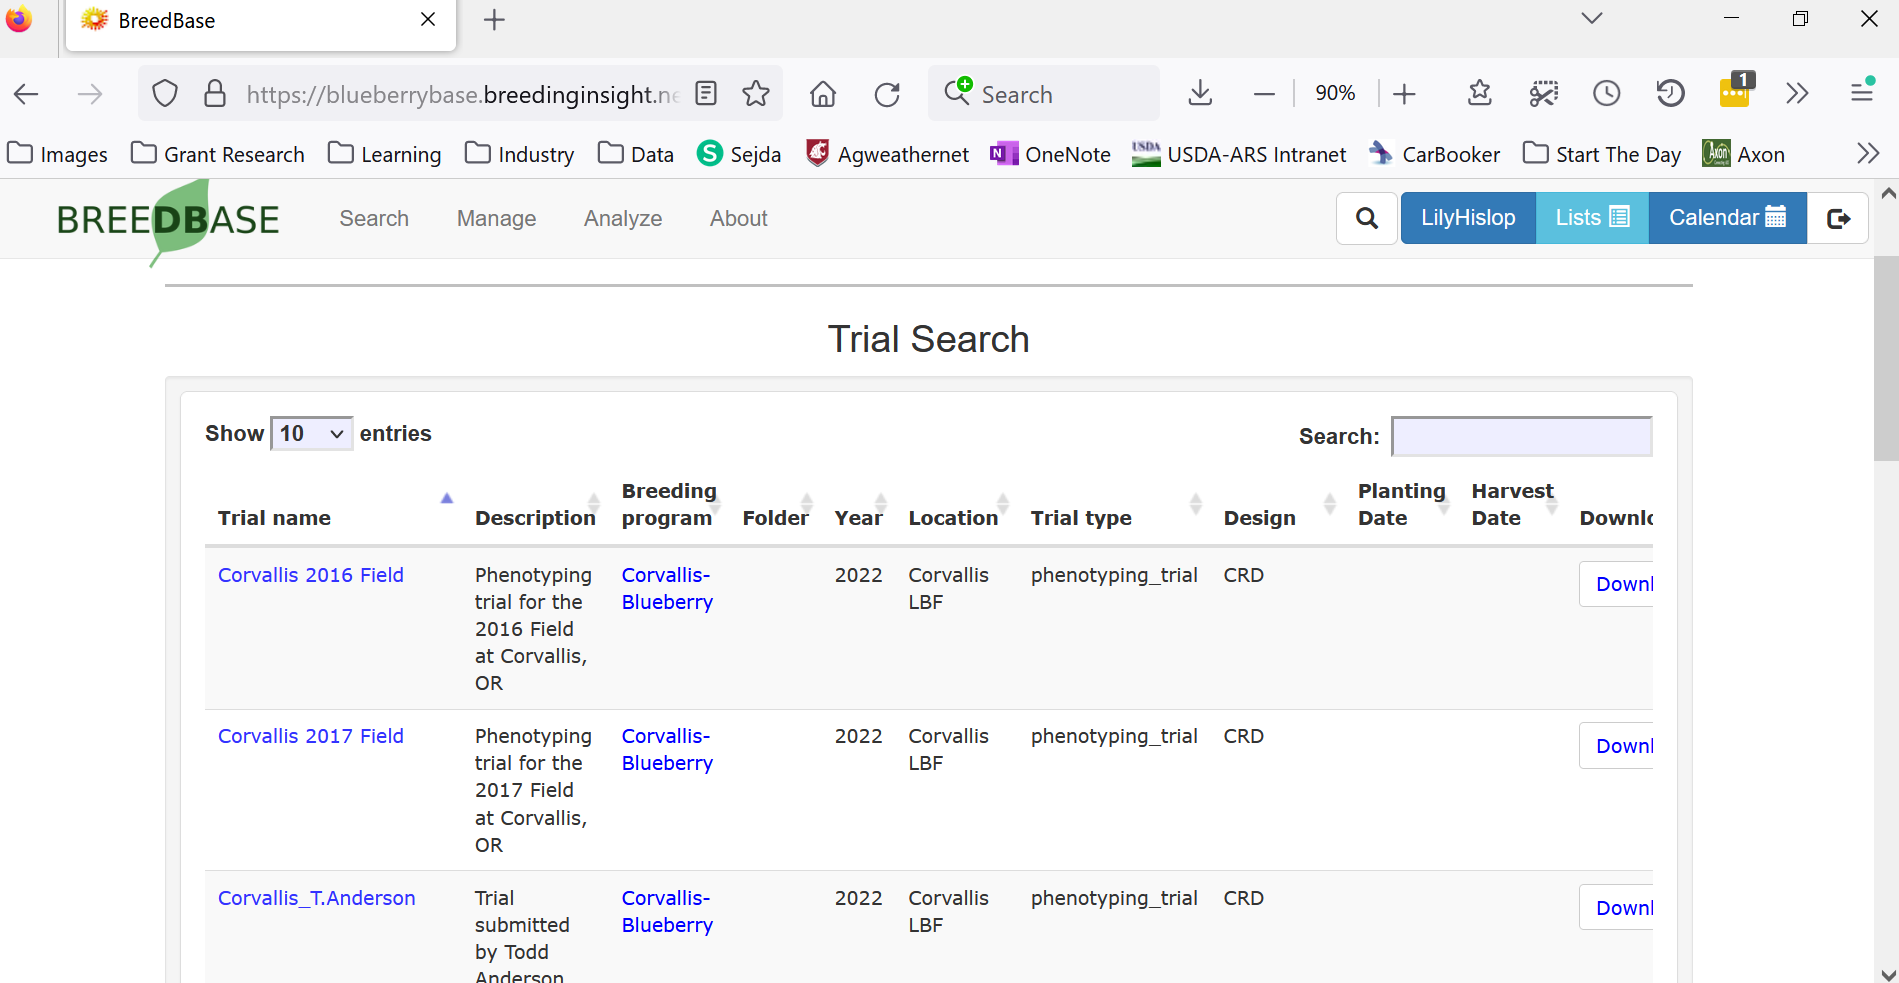 BreedBase
https://blueberrybase.breedinginsight.ne
Search
90%
1
Images
Grant Research
Learning
Industry
Data
S Sejda
Agweathernet
N OneNote
USDA USDA-ARS Intranet
CarBooker
Start The Day
Axon Axon
BREEDBASE
Search
Manage
Analyze
About
LilyHislop
Lists
Calendar
Trial Search
Show 10 entries
Search:
Trial name
Description
Breeding
program
Folder
Year
Location
Trial type
Design
Planting
Date
Harvest
Date
Downlo
Corvallis 2016 Field
Phenotyping
trial for the
2016 Field
at Corvallis,
OR
Corvallis-
Blueberry
2022
Corvallis
LBF
phenotyping_trial
CRD
Downl
Corvallis 2017 Field
Phenotyping
trial for the
2017 Field
at Corvallis,
OR
Corvallis-
Blueberry
2022
Corvallis
LBF
phenotyping_trial
CRD
Downl
Corvallis_T.Anderson
Trial
submitted
by Todd
Anderson
Corvallis-
Blueberry
2022
Corvallis
LBF
phenotyping_trial
CRD
Downl